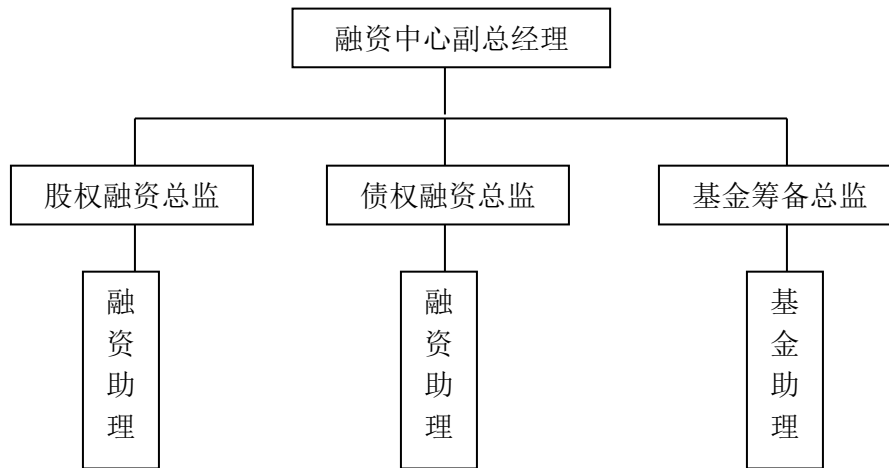 融资中心副总经理
股权融资总监
债权融资总监
基金筹备总监
融资助理
融资助理
基金助理